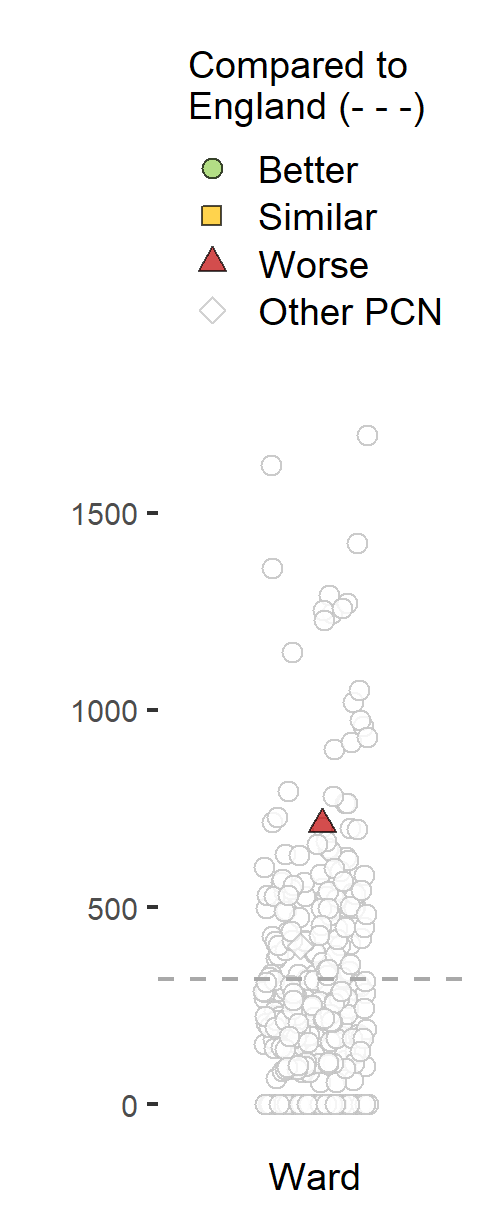 Compared to
England (- - -)
Better
Similar
Worse
Other PCN
1500
1000
500
0
Ward